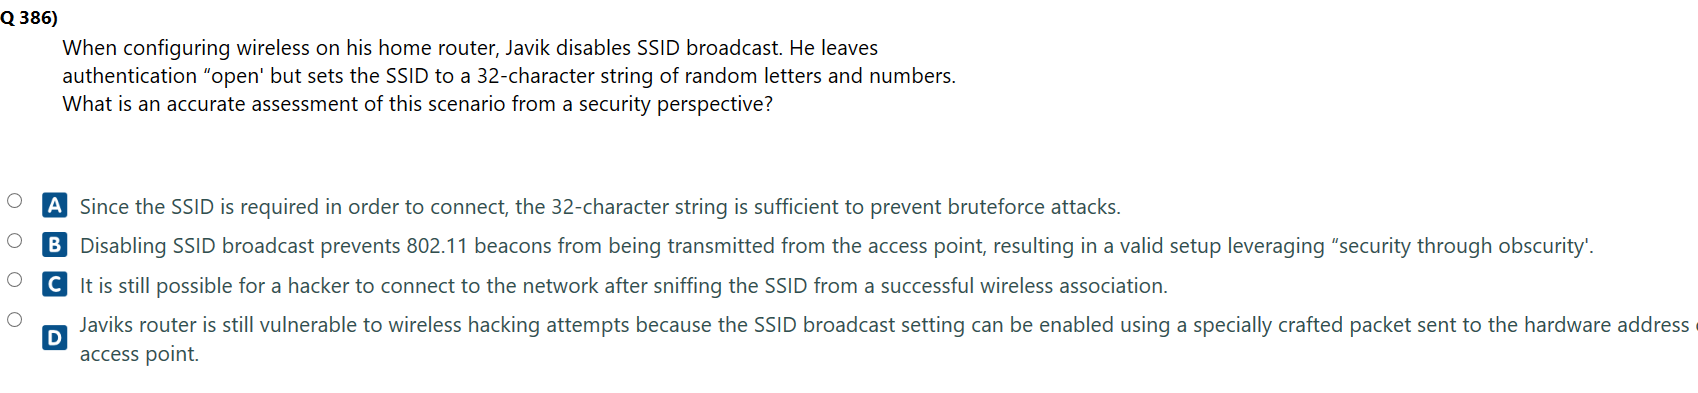 Q 386)
When configuring wireless on his home router, Javik disables SSID broadcast. He leaves
authentication “open' but sets the SSID to a 32-character string of random letters and numbers.
What is an accurate assessment of this scenario from a security perspective?
A Since the SSID is required in order to connect, the 32-character string is sufficient to prevent bruteforce attacks.
B Disabling SSID broadcast prevents 802.11 beacons from being transmitted from the access point, resulting in a valid setup leveraging “security through obscurity'.
C It is still possible for a hacker to connect to the network after sniffing the SSID from a successful wireless association.
D Javiks router is still vulnerable to wireless hacking attempts because the SSID broadcast setting can be enabled using a specially crafted packet sent to the hardware address
access point.